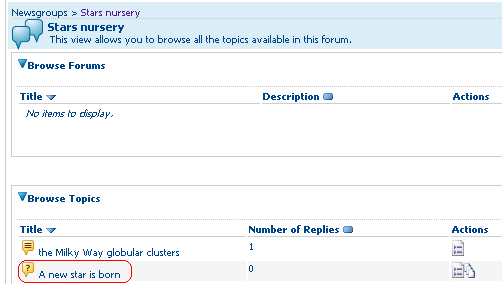 Newsgroups > Stars nursery
Stars nursery
This view allows you to browse all the topics available in this forum.
Browse Forums
Title Description Actions
No items to display.
Browse Topics
Title Number of Replies Actions
the Milky Way globular clusters 1
? A new star is born 0